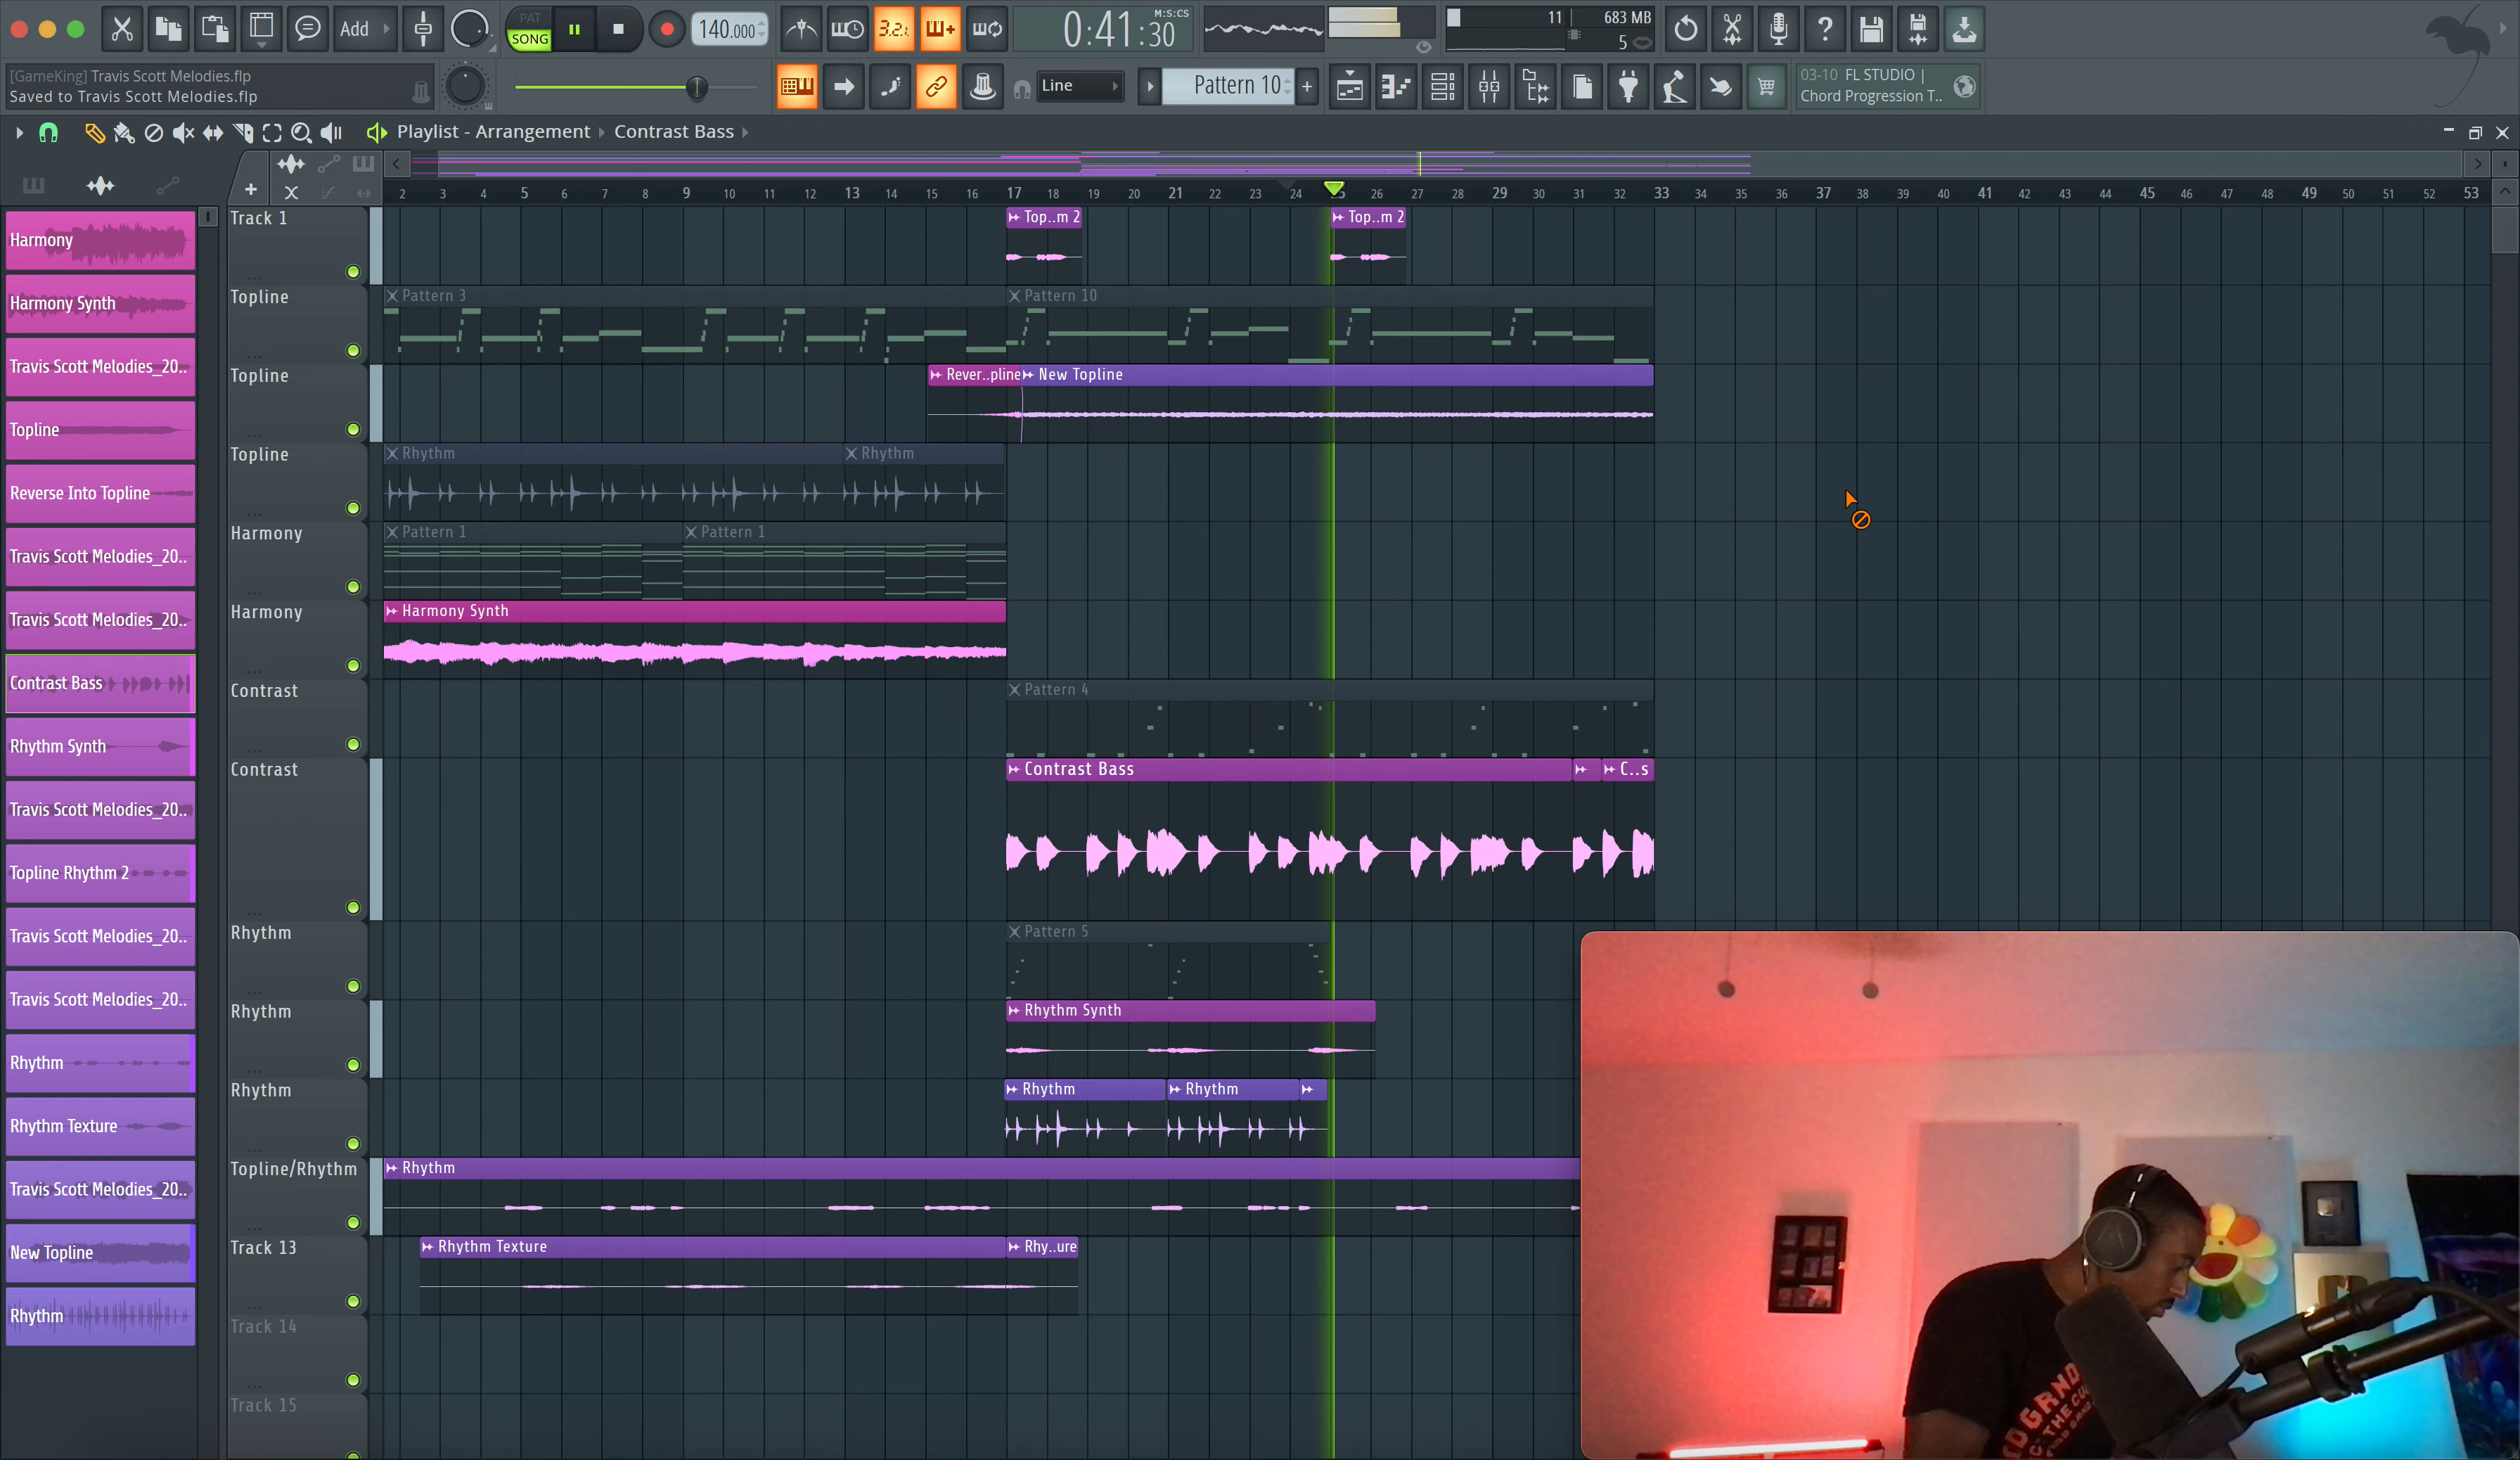 PAT
SONG
Add
140.000
3.2.
0:41:30
M:S:CS
11
683 MB
5
[GameKing] Travis Scott Melodies.flp
Saved to Travis Scott Melodies.flp
Line
Pattern 10
+
03-10 FL STUDIO |
Chord Progression T..
Playlist - Arrangement
Contrast Bass
2 3 4 5 6 7 8 9 10 11 12 13 14 15 16 17 18 19 20 21 22 23 24 25 26 27 28 29 30 31 32 33 34 35 36 37 38 39 40 41 42 43 44 45 46 47 48 49 50 51 52 53
Harmony
Harmony Synth
Travis Scott Melodies_20..
Topline
Reverse Into Topline
Travis Scott Melodies_20..
Travis Scott Melodies_20..
Contrast Bass
Rhythm Synth
Travis Scott Melodies_20..
Topline Rhythm 2
Travis Scott Melodies_20..
Travis Scott Melodies_20..
Rhythm
Rhythm Texture
Travis Scott Melodies_20..
New Topline
Rhythm
Track 1
Top..m 2
Top..m 2
Topline
Pattern 3
Pattern 10
Topline
Rever..pline
New Topline
Topline
Rhythm
Rhythm
Harmony
Pattern 1
Pattern 1
Harmony
Harmony Synth
Contrast
Pattern 4
Contrast
Contrast Bass
C..s
Rhythm
Pattern 5
Rhythm
Rhythm Synth
Rhythm
Rhythm
Rhythm
Topline/Rhythm
Rhythm
Track 13
Rhythm Texture
Rhy..ure
Track 14
Track 15